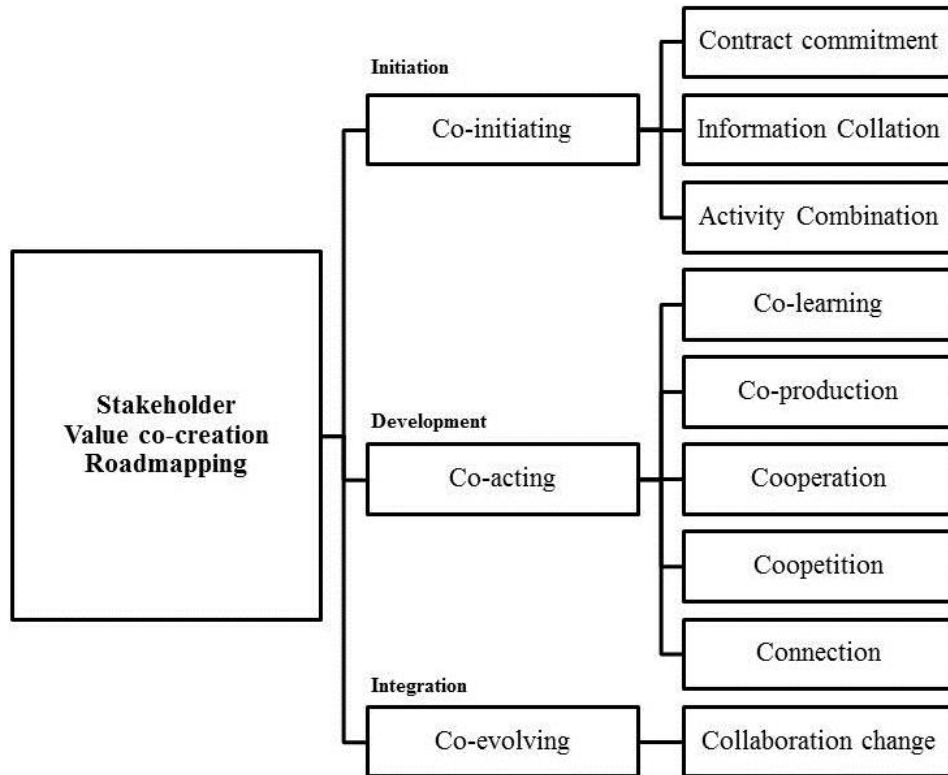 Stakeholder
Value co-creation
Roadmapping
Initiation
Co-initiating
Contract commitment
Information Collation
Activity Combination
Development
Co-acting
Co-learning
Co-production
Cooperation
Coopetition
Connection
Integration
Co-evolving
Collaboration change